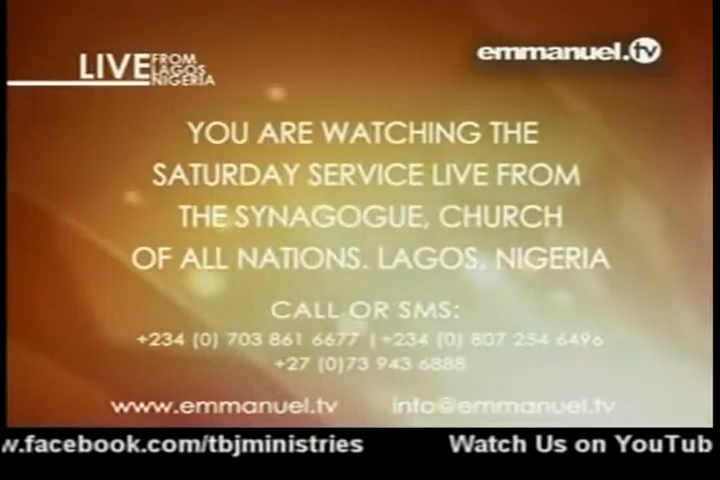 LIVE FROM
LAGOS
NIGERIA
emmanuel.tv
YOU ARE WATCHING THE
SATURDAY SERVICE LIVE FROM
THE SYNAGOGUE, CHURCH
OF ALL NATIONS. LAGOS, NIGERIA
CALL OR SMS:
+234 (0) 703 861 6677 | +234 (0) 807 254 6496
+27 (0)73 943 6888
www.emmanuel.tv info@emmanuel.tv
w.facebook.com/tbjministries Watch Us on YouTub